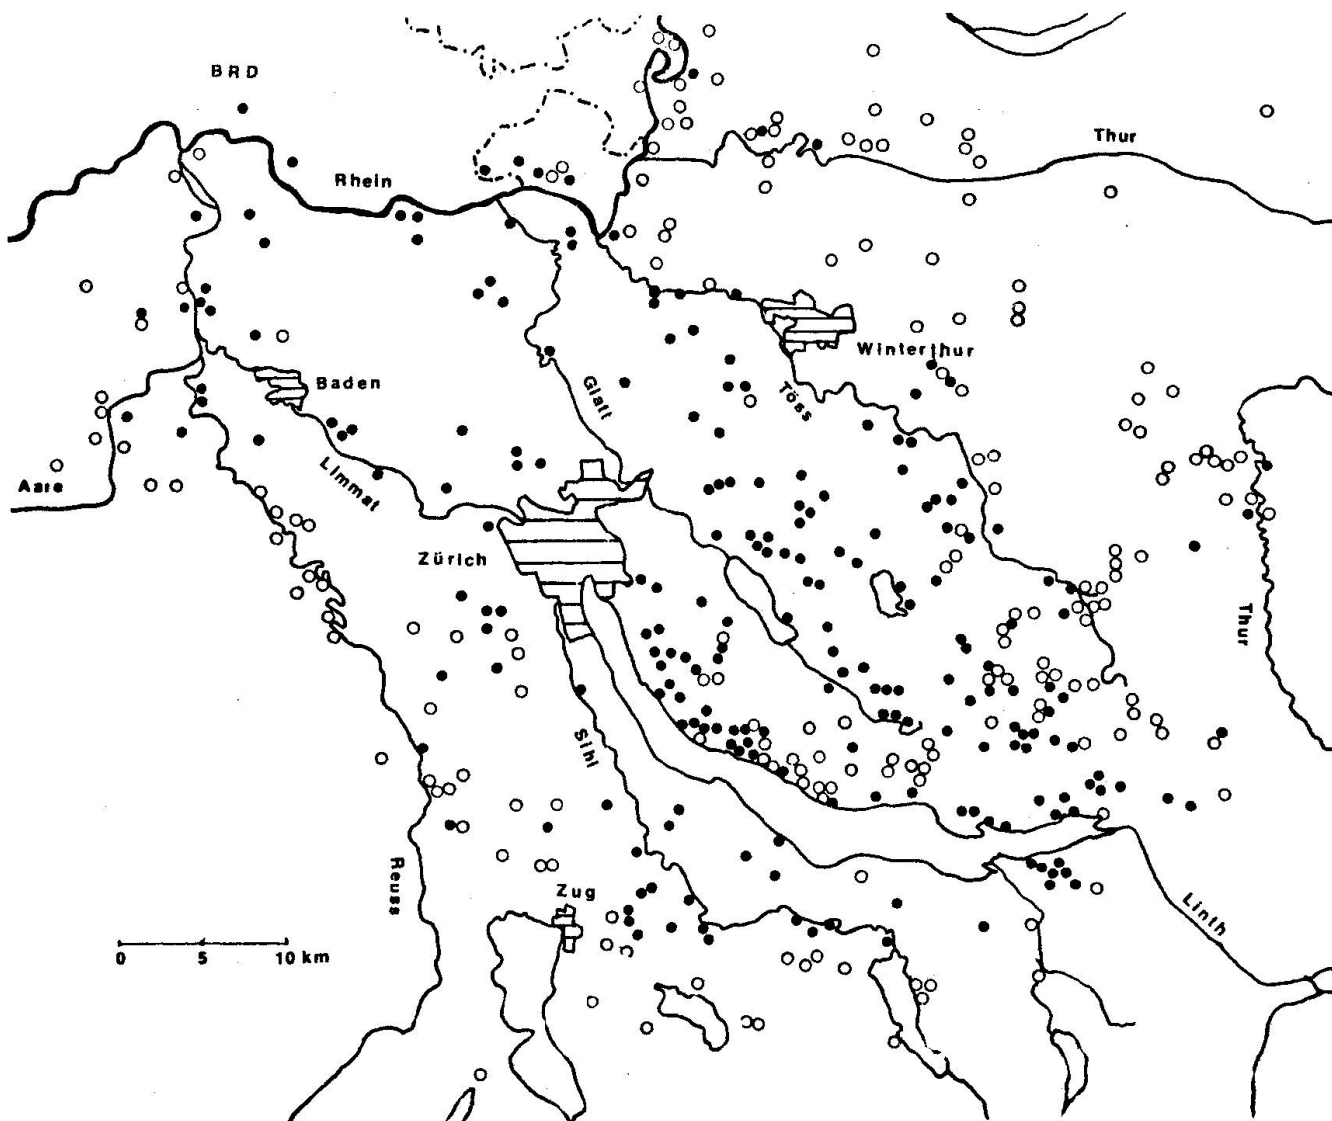 BRD
Thur
Rhein
Winterthur
Baden
Glatt
Töss
Limmat
Aare
Zürich
Thur
Sihl
Reuss
Zug
Linth
0 5 10 km